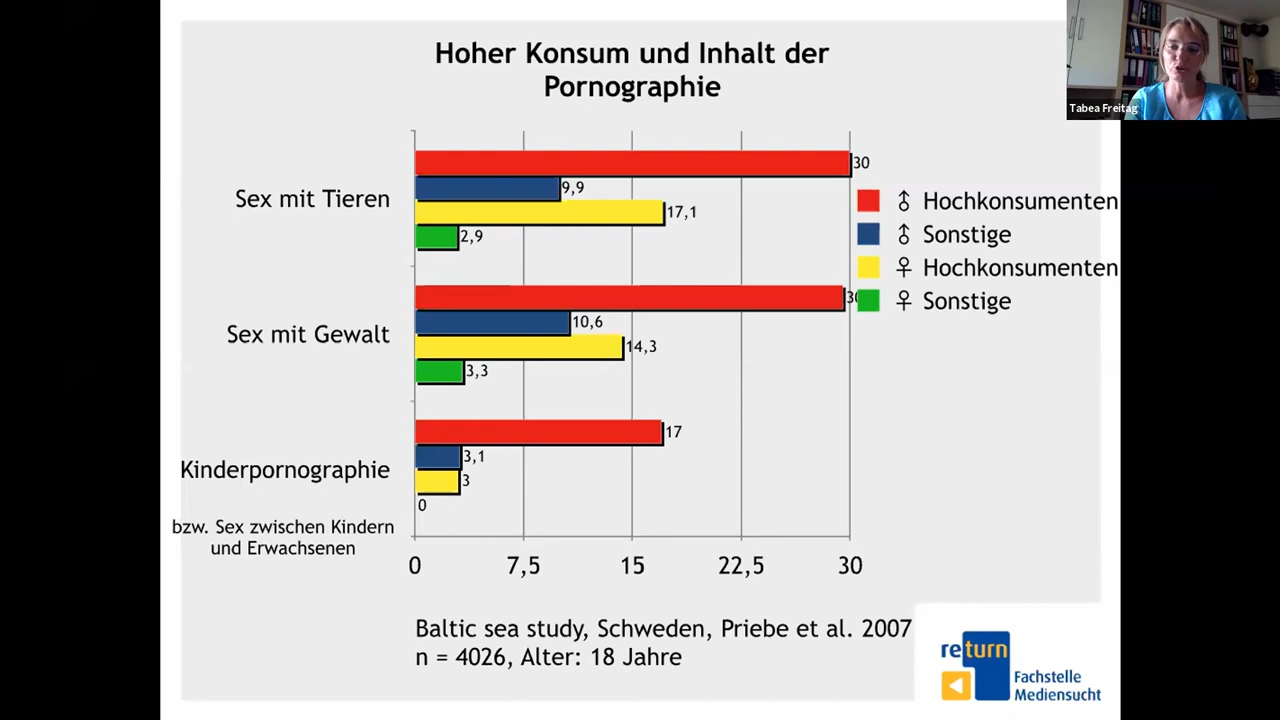 Hoher Konsum und Inhalt der
Pornographie
Tabea Freitag
Sex mit Tieren
30
9,9
17,1
2,9
♂ Hochkonsumenten
♂ Sonstige
♀ Hochkonsumenten
♀ Sonstige
Sex mit Gewalt
10,6
14,3
3,3
Kinderpornographie
bzw. Sex zwischen Kindern
und Erwachsenen
17
3,1
3
0
0 7,5 15 22,5 30
Baltic sea study, Schweden, Priebe et al. 2007
n = 4026, Alter: 18 Jahre
return
Fachstelle
Mediensucht